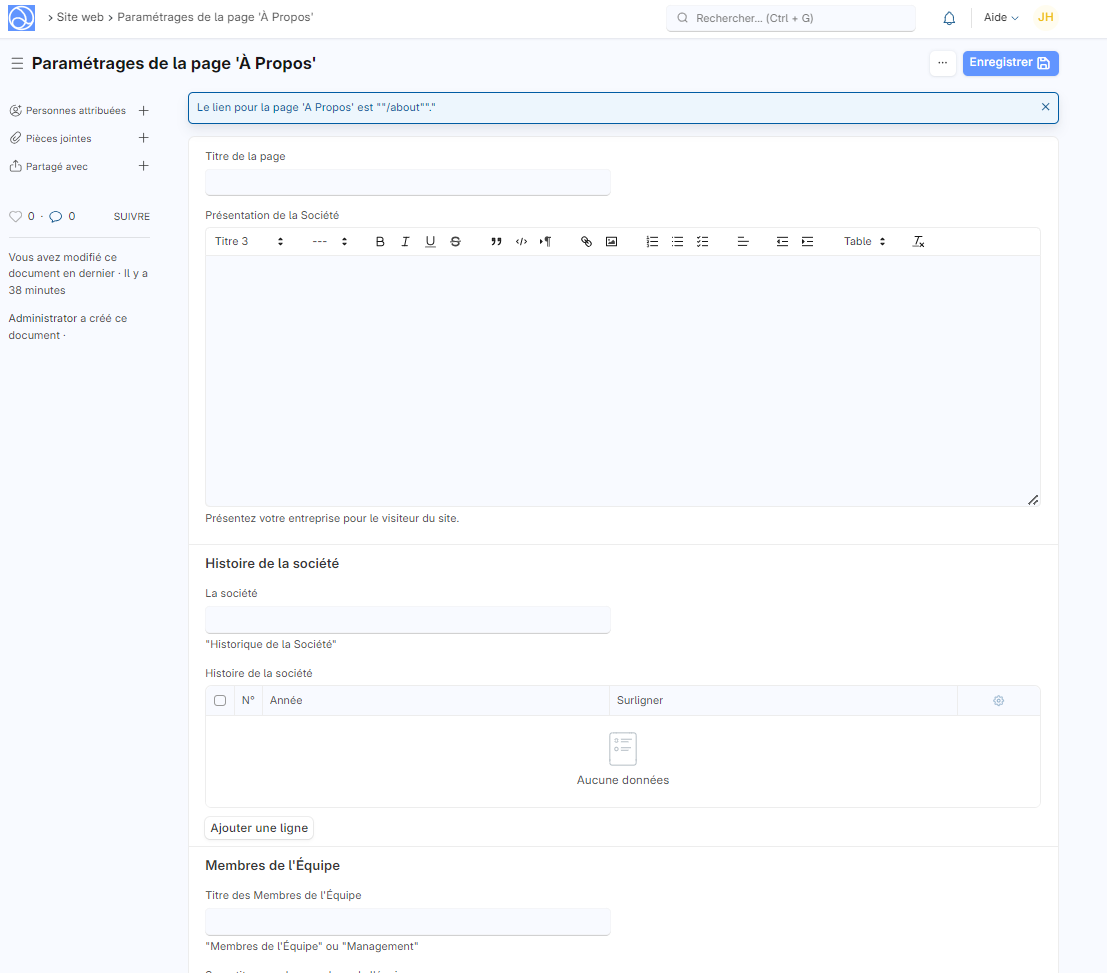 Site web
Paramétrages de la page 'À Propos'
Rechercher... (Ctrl + G)
Aide
JH
Paramétrages de la page 'À Propos'
...
Enregistrer
Personnes attribuées
Pièces jointes
Partagé avec
0 · 0 SUIVRE
Vous avez modifié ce
document en dernier · Il y a
38 minutes
Administrator a créé ce
document ·
Le lien pour la page 'A Propos' est ""/about"".“
Titre de la page
Présentation de la Société
Titre 3
---
B I U S
Table
Présentez votre entreprise pour le visiteur du site.
Histoire de la société
La société
"Historique de la Société"
Histoire de la société
N° Année Surligner
Aucune données
Ajouter une ligne
Membres de l'Équipe
Titre des Membres de l'Équipe
"Membres de l'Équipe" ou "Management"